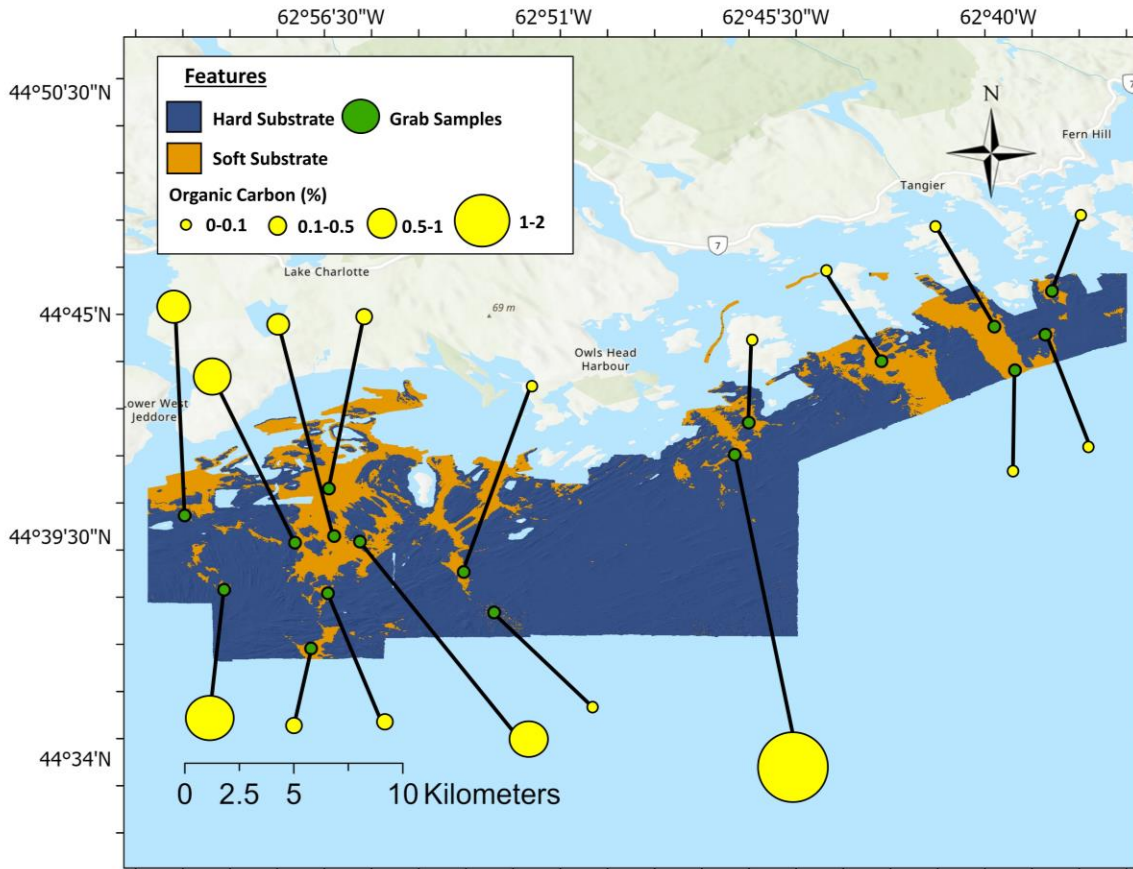 62°56'30"W 62°51'W 62°45'30"W 62°40'W
44°50'30"N
44°45'N
44°39'30"N
44°34'N
Features
Hard Substrate
Grab Samples
Soft Substrate
Organic Carbon (%)
0-0.1
0.1-0.5
0.5-1
1-2
N
7
Fern Hill
Tangier
7
Lake Charlotte
69 m
Owls Head
Harbour
Lower West
Jeddore
0 2.5 5 10 Kilometers